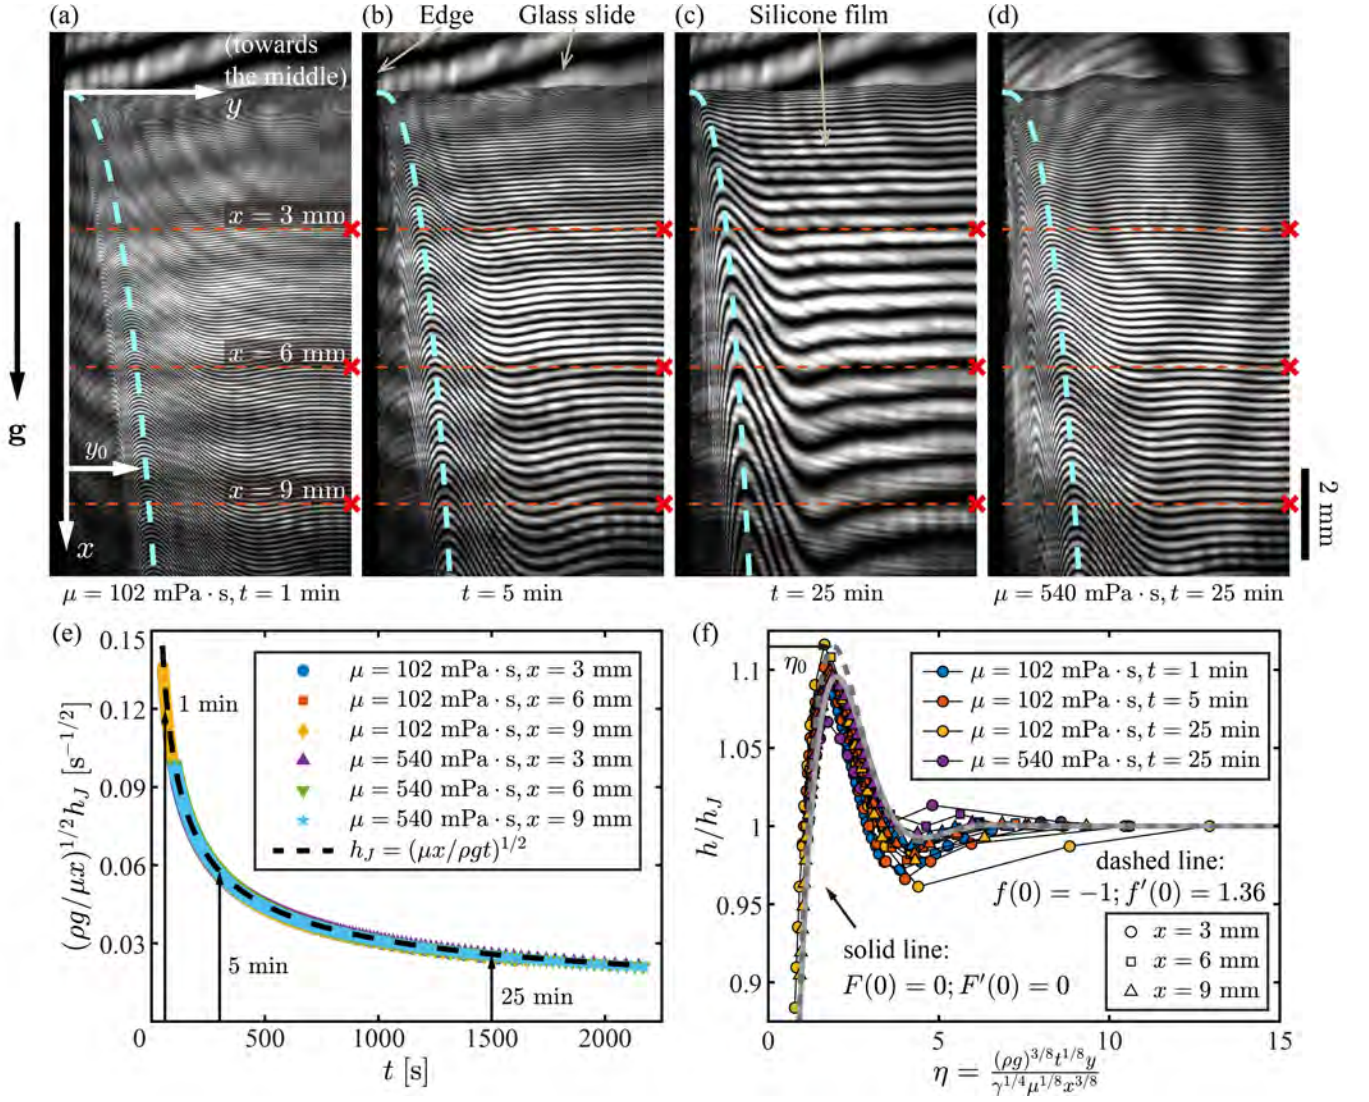 (a)
(b)
Edge
Glass slide
(c)
Silicone film
(d)
(towards
the middle)
y
x = 3 mm
x = 6 mm
y₀
x = 9 mm
x
g
2 mm
μ = 102 mPa · s, t = 1 min
t = 5 min
t = 25 min
μ = 540 mPa · s, t = 25 min
(e)
0.15
0.12
0.09
0.06
0.03
(ρg/μx)^{1/2} h_J [s^{−1/2}]
0
500
1000
1500
2000
t [s]
1 min
5 min
25 min
μ = 102 mPa · s, x = 3 mm
μ = 102 mPa · s, x = 6 mm
μ = 102 mPa · s, x = 9 mm
μ = 540 mPa · s, x = 3 mm
μ = 540 mPa · s, x = 6 mm
μ = 540 mPa · s, x = 9 mm
h_J = (μx/ρgt)^{1/2}
(f)
1.1
1.05
1
0.95
0.9
h/h_J
0
5
10
15
η = (ρg)^{3/8} t^{1/8} y / γ^{1/4} μ^{1/8} x^{3/8}
η₀
μ = 102 mPa · s, t = 1 min
μ = 102 mPa · s, t = 5 min
μ = 102 mPa · s, t = 25 min
μ = 540 mPa · s, t = 25 min
dashed line:
f(0) = −1; f′(0) = 1.36
solid line:
F(0) = 0; F′(0) = 0
x = 3 mm
x = 6 mm
x = 9 mm